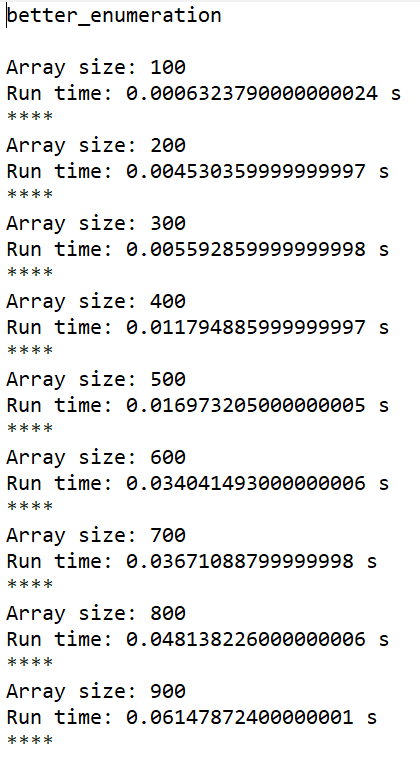 better_enumeration
Array size: 100
Run time: 0.0006323790000000024 s
****
Array size: 200
Run time: 0.004530359999999997 s
****
Array size: 300
Run time: 0.005592859999999998 s
****
Array size: 400
Run time: 0.011794885999999997 s
****
Array size: 500
Run time: 0.016973205000000005 s
****
Array size: 600
Run time: 0.034041493000000006 s
****
Array size: 700
Run time: 0.03671088799999998 s
****
Array size: 800
Run time: 0.048138226000000006 s
****
Array size: 900
Run time: 0.06147872400000001 s
****